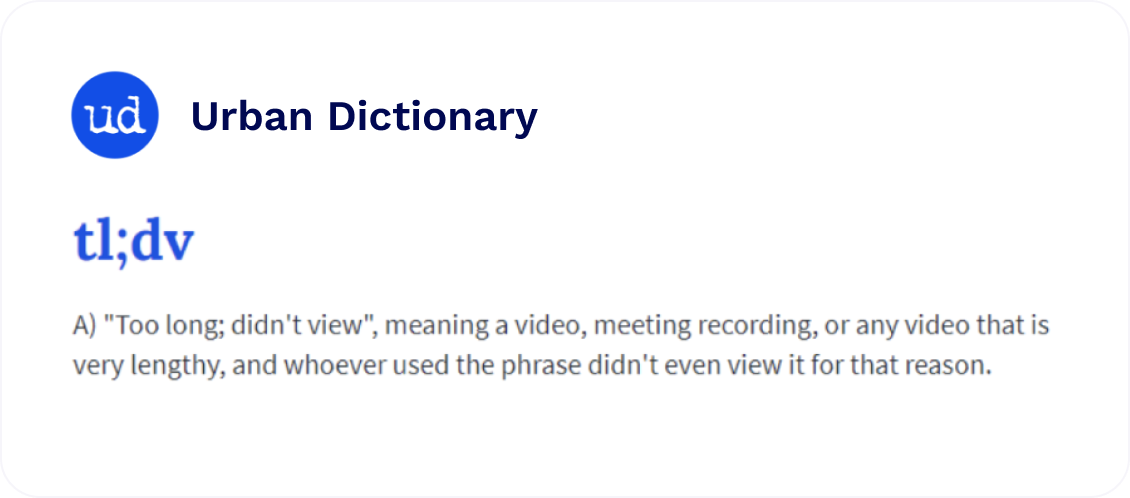 ud
Urban Dictionary
tl;dv
A) "Too long; didn't view", meaning a video, meeting recording, or any video that is
very lengthy, and whoever used the phrase didn't even view it for that reason.